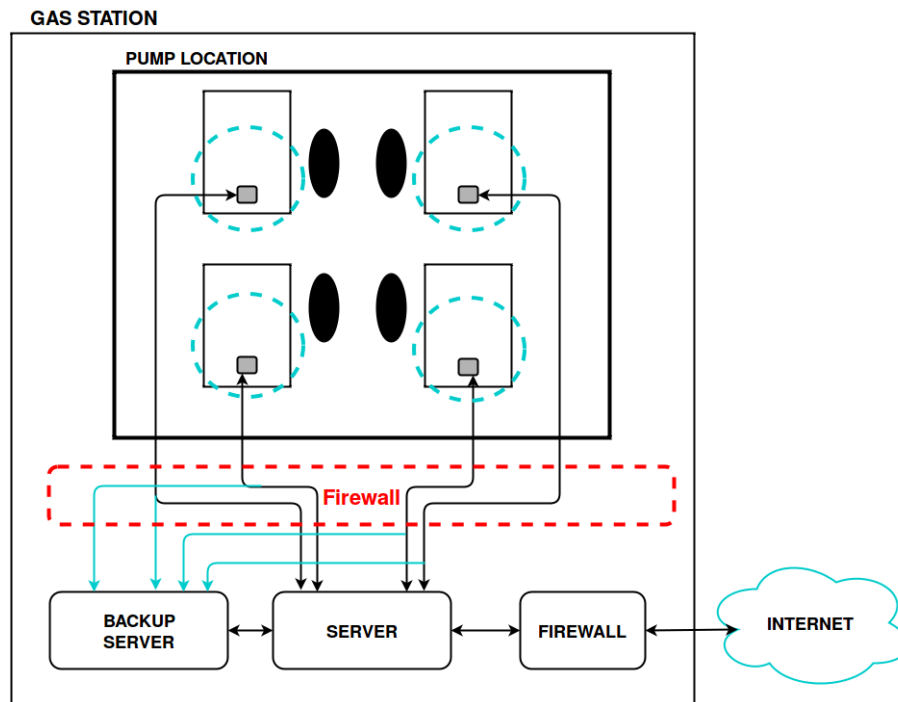 GAS STATION
PUMP LOCATION
Firewall
BACKUP
SERVER
SERVER
FIREWALL
INTERNET